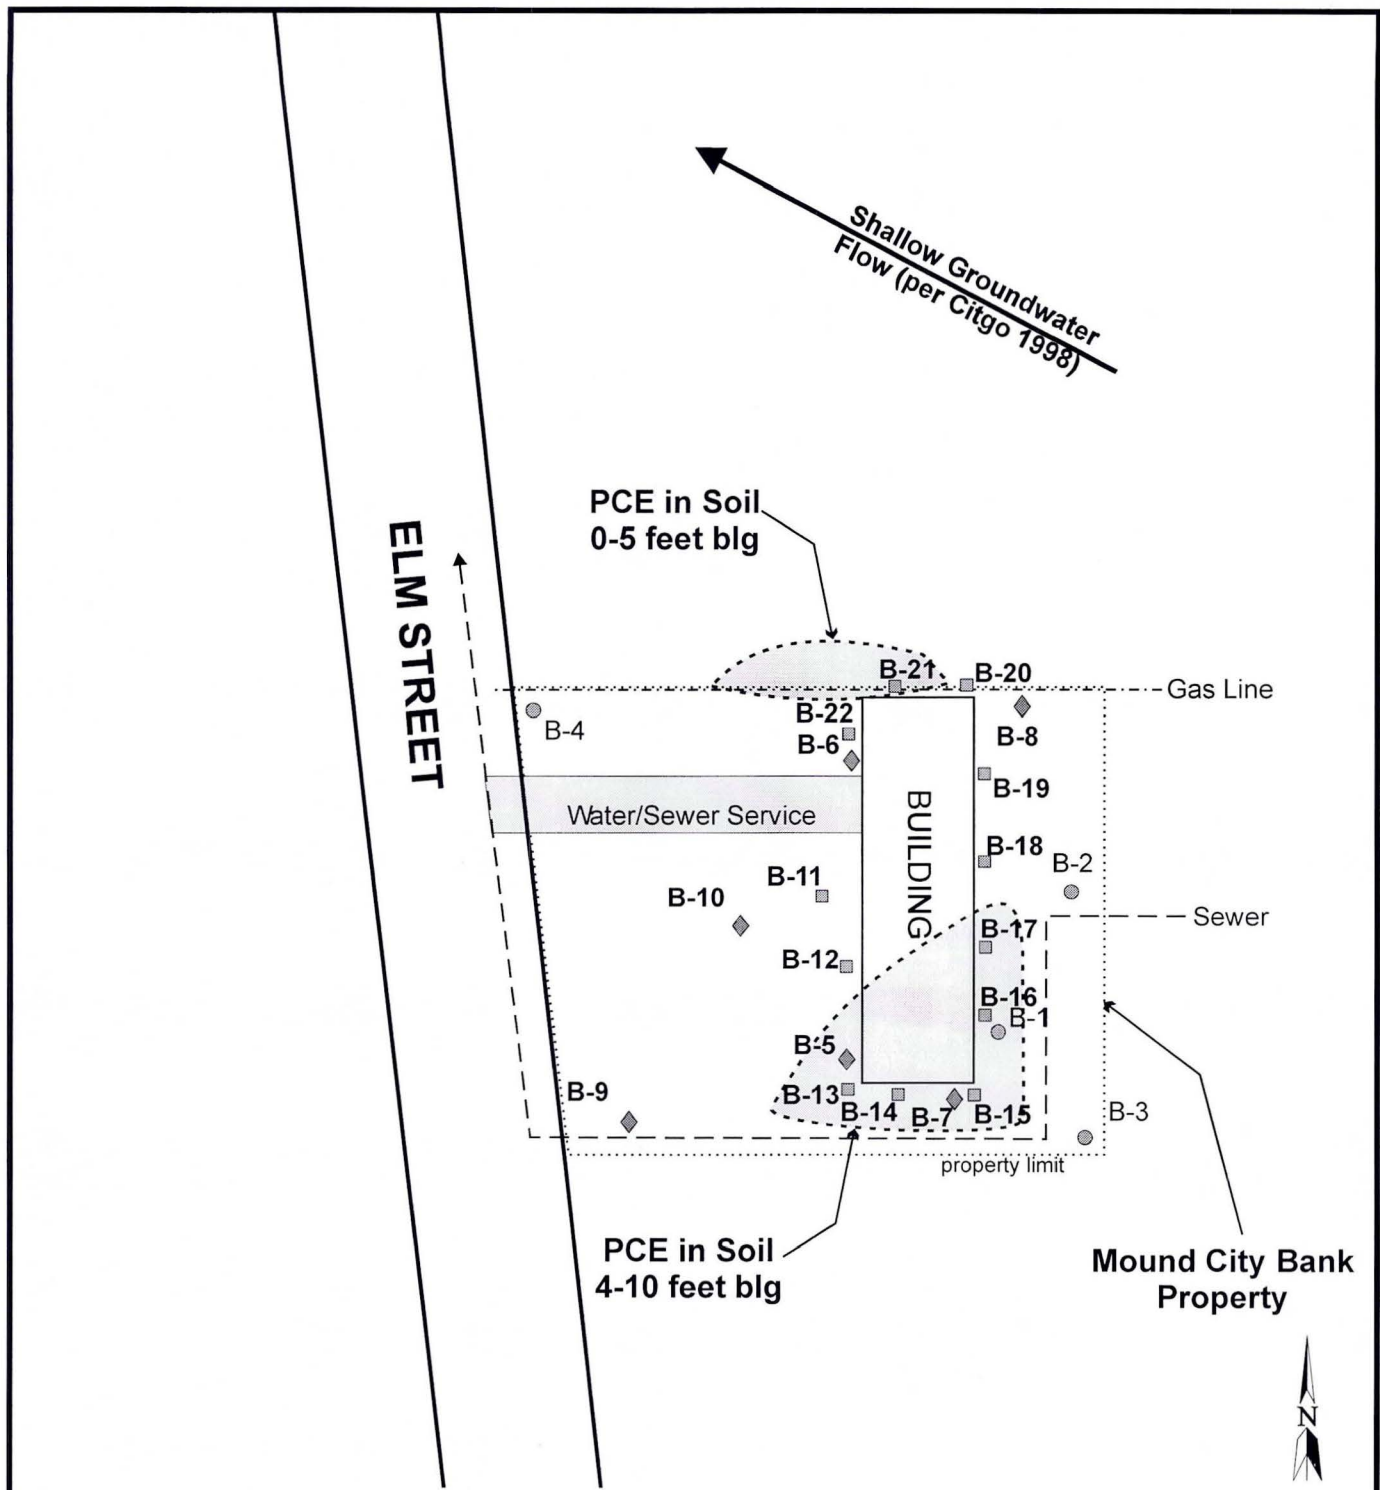 Shallow Groundwater
Flow (per Citgo 1998)
PCE in Soil
0-5 feet blg
ELM STREET
B-21
B-20
Gas Line
B-4
B-22
B-8
B-6
B-19
Water/Sewer Service
BUILDING
B-18
B-2
B-11
B-10
Sewer
B-17
B-12
B-16
B-1
B-5
B-13
B-9
B-14
B-7
B-15
B-3
property limit
PCE in Soil
4-10 feet blg
Mound City Bank
Property
N